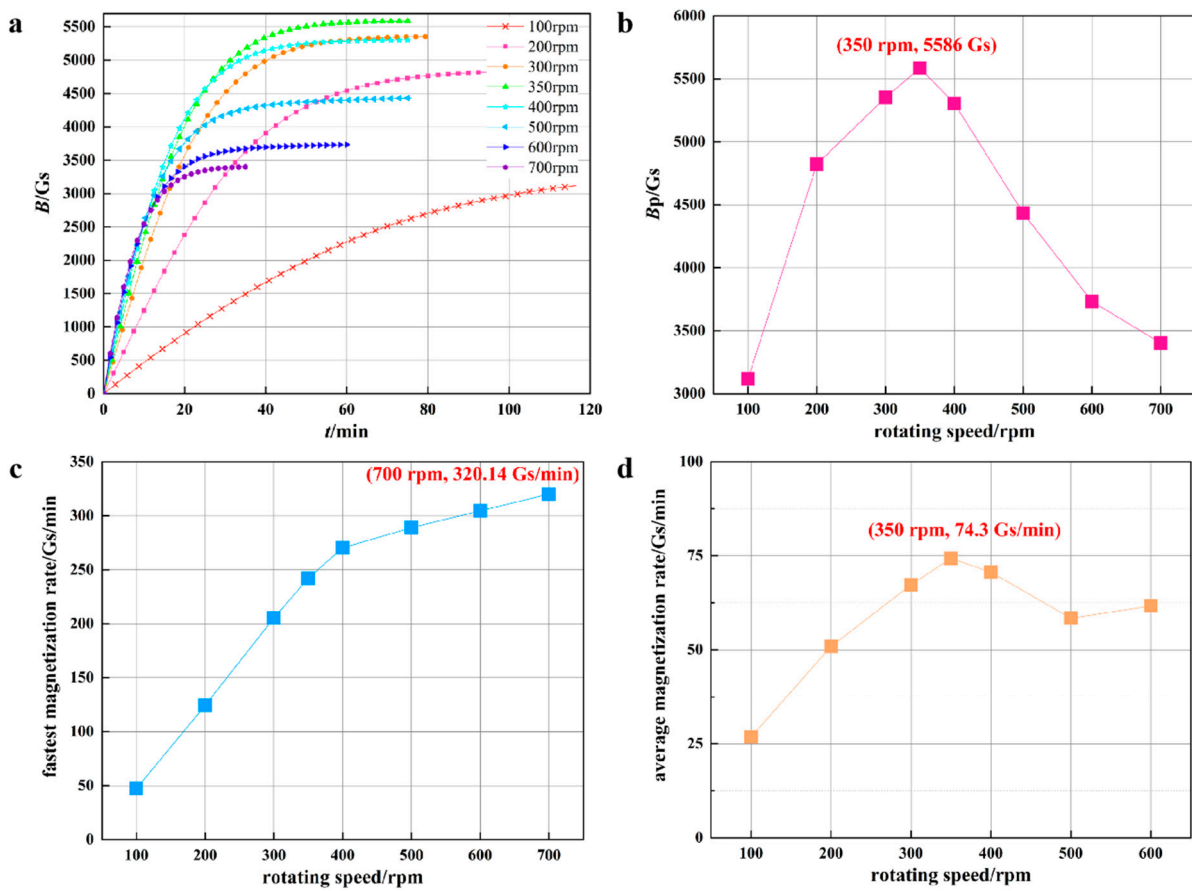 a
B/Gs
5500
5000
4500
4000
3500
3000
2500
2000
1500
1000
500
0
0 20 40 60 80 100 120
t/min
100rpm
200rpm
300rpm
350rpm
400rpm
500rpm
600rpm
700rpm
b
Bp/Gs
6000
5500
5000
4500
4000
3500
3000
(350 rpm, 5586 Gs)
100 200 300 400 500 600 700
rotating speed/rpm
c
fastest magnetization rate/Gs/min
350
300
250
200
150
100
50
0
(700 rpm, 320.14 Gs/min)
100 200 300 400 500 600 700
rotating speed/rpm
d
average magnetization rate/Gs/min
100
75
50
25
0
(350 rpm, 74.3 Gs/min)
100 200 300 400 500 600
rotating speed/rpm